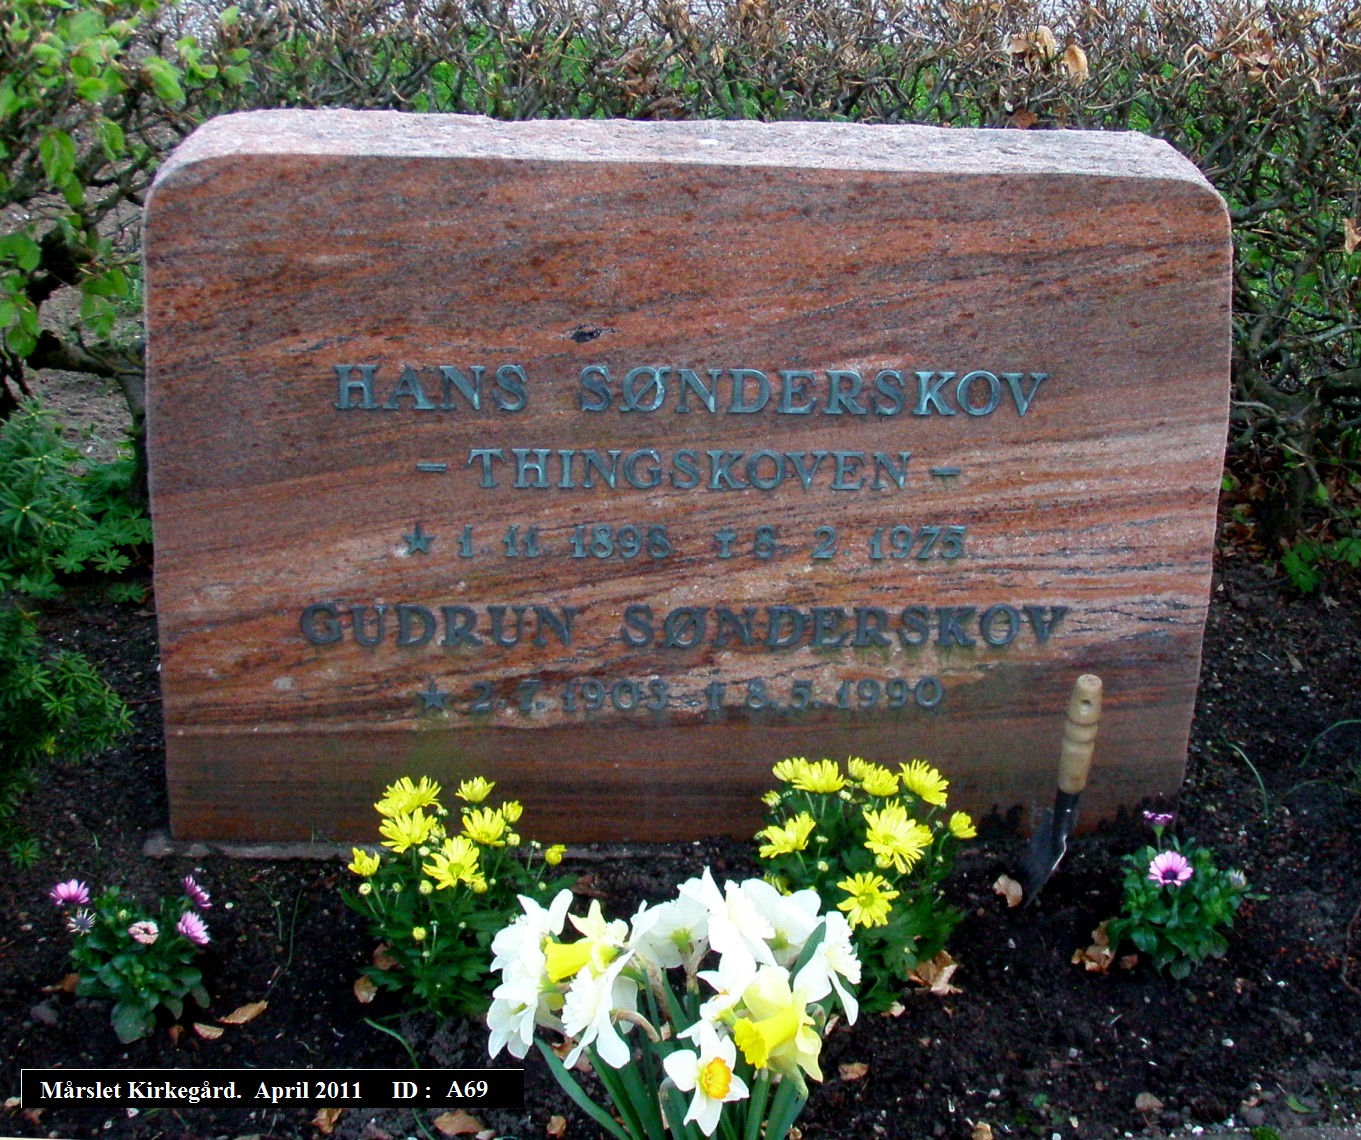 HANS SØNDERSKOV
– THINGSKOVEN –
★ 1. 11. 1898 ✝ 8. 2. 1975
GUDRUN SØNDERSKOV
★ 2.7. 1903 ✝ 8.5. 1990
Mårslet Kirkegård. April 2011 ID : A69